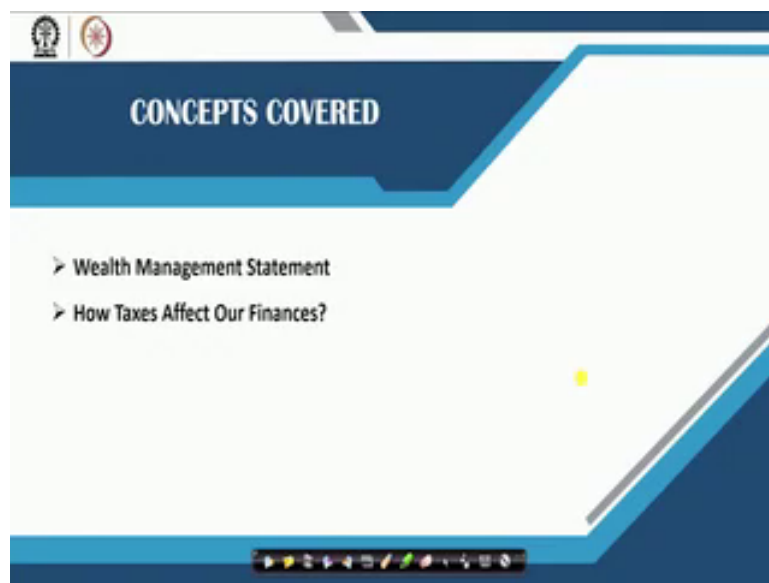 CONCEPTS COVERED
Wealth Management Statement
How Taxes Affect Our Finances?